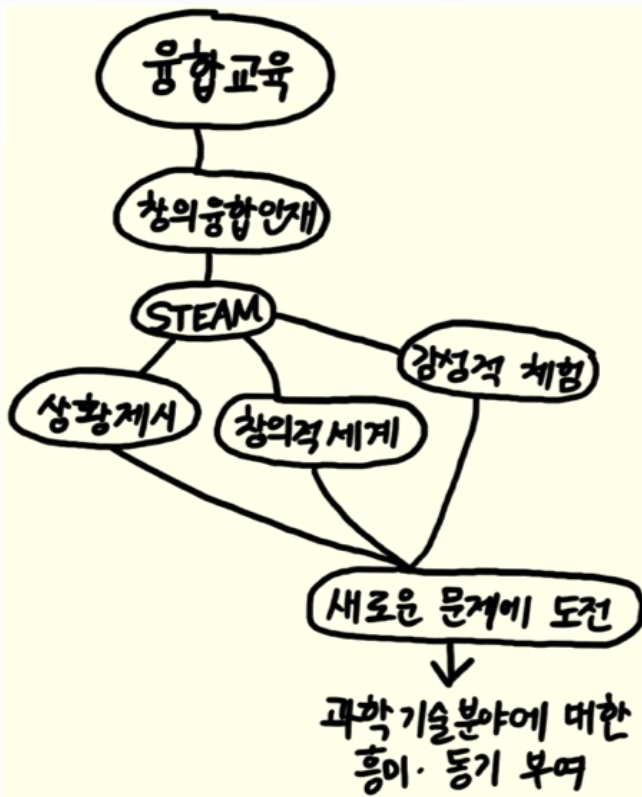 융합교육
창의융합인재
STEAM
감성적 체험
상황제시
창의적세계
새로운 문제에 도전
과학기술분야에 대한
흥미· 동기 부여